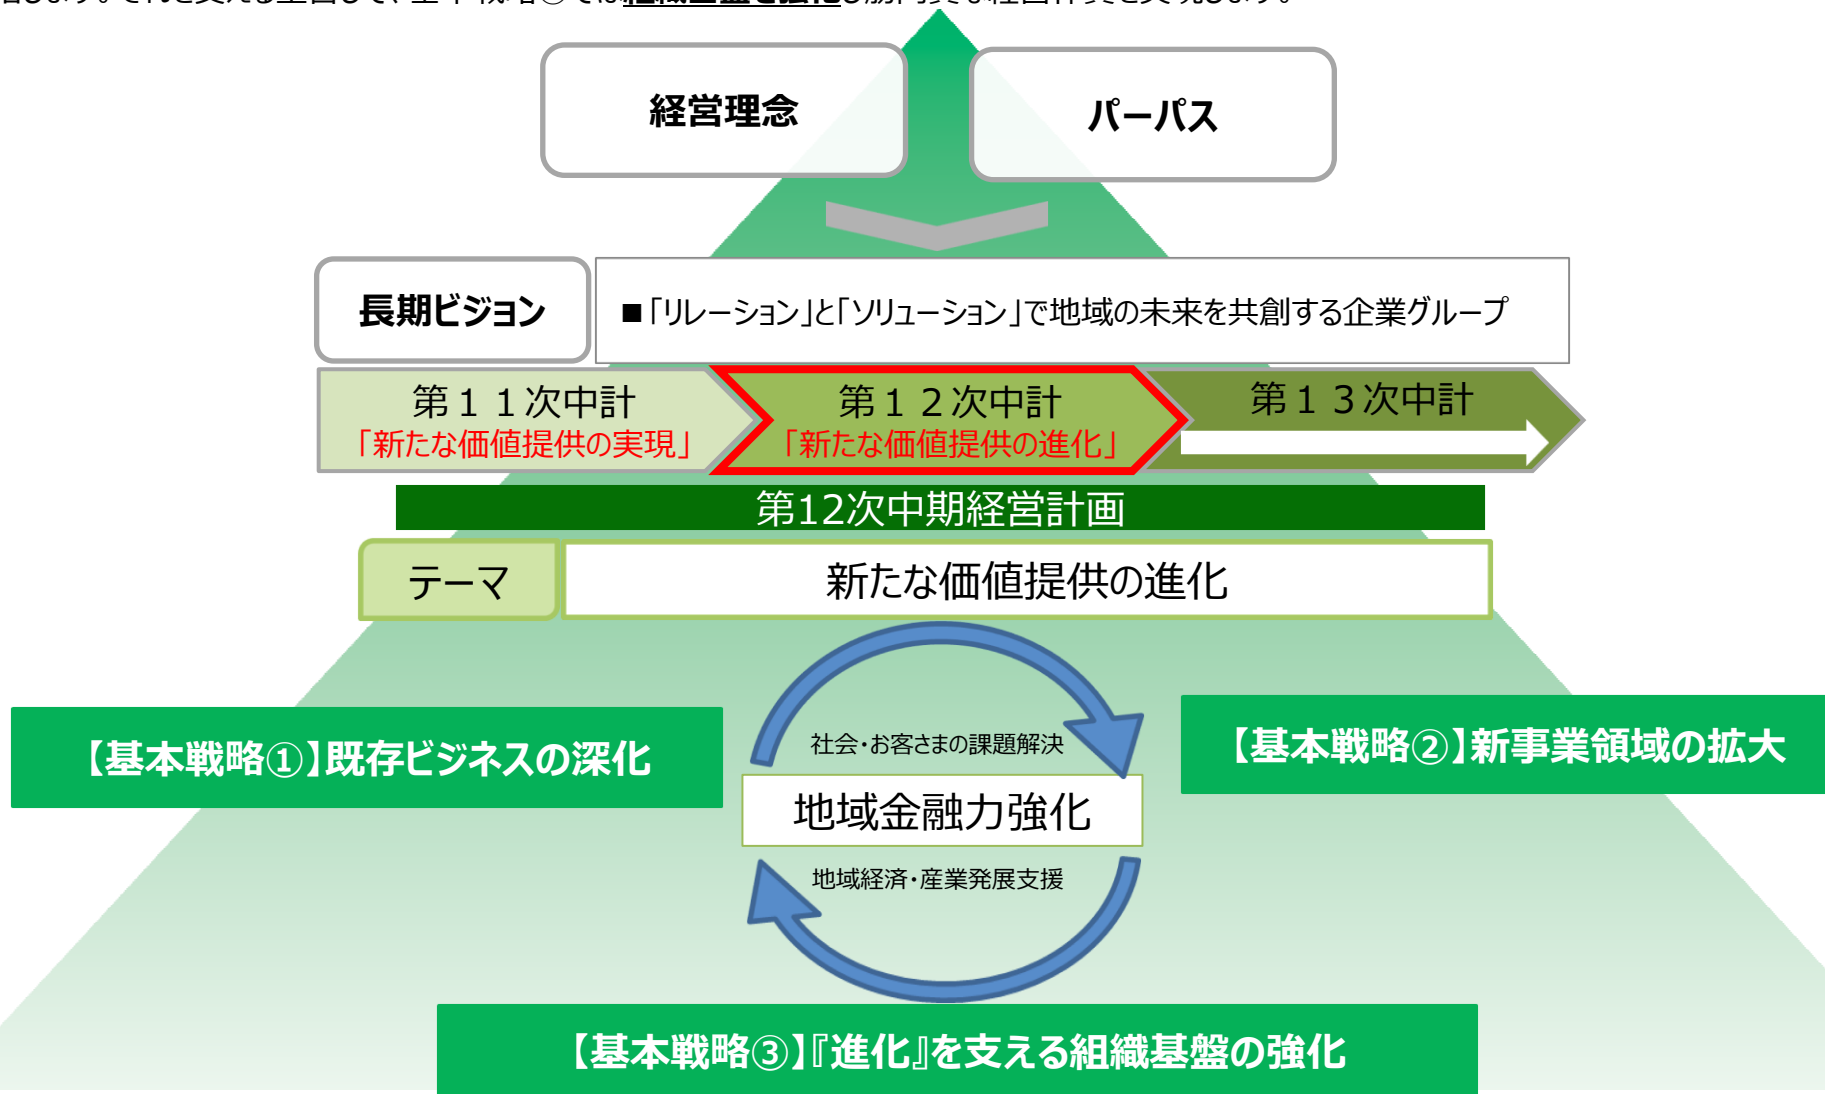 組織基盤を強化
経営理念
パーパス
長期ビジョン
■「リレーション」と「ソリューション」で地域の未来を共創する企業グループ
第１１次中計
「新たな価値提供の実現」
第１２次中計
「新たな価値提供の進化」
第１３次中計
第12次中期経営計画
テーマ
新たな価値提供の進化
【基本戦略①】既存ビジネスの深化
社会・お客さまの課題解決
【基本戦略②】新事業領域の拡大
地域金融力強化
地域経済・産業発展支援
【基本戦略③】『進化』を支える組織基盤の強化